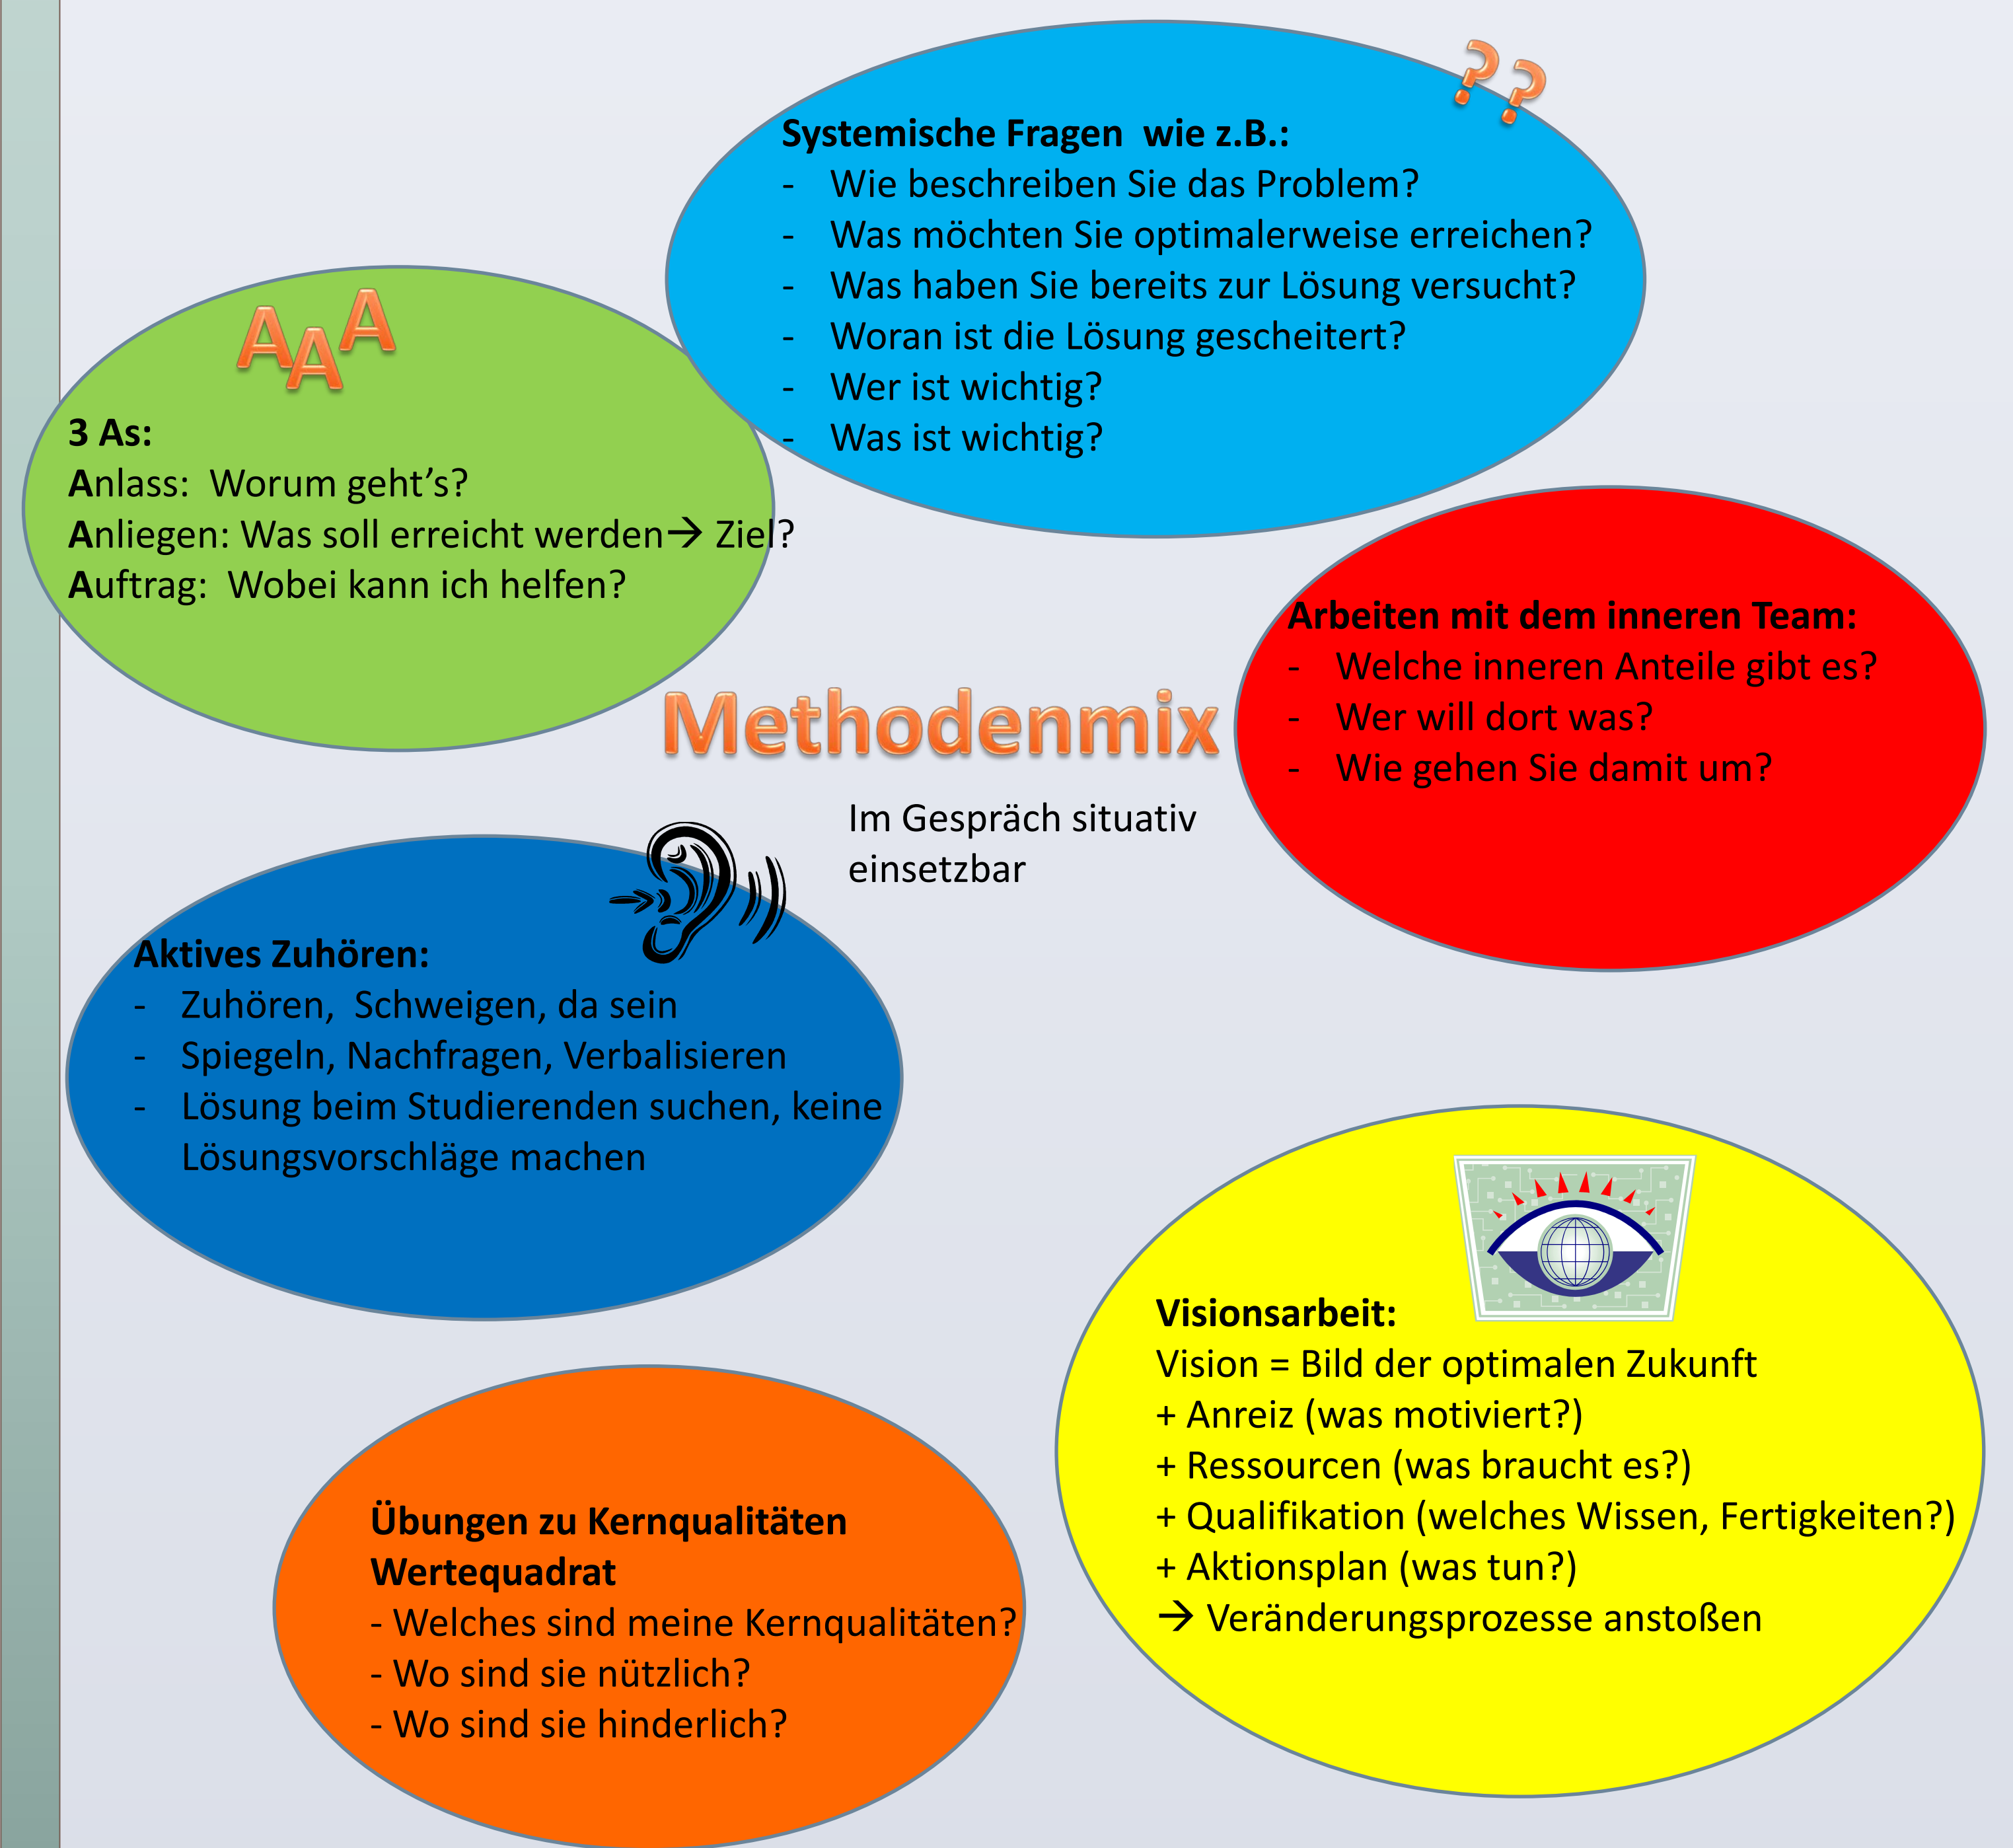 ??
Systemische Fragen  wie z.B.:
- Wie beschreiben Sie das Problem?
- Was möchten Sie optimalerweise erreichen?
- Was haben Sie bereits zur Lösung versucht?
- Woran ist die Lösung gescheitert?
- Wer ist wichtig?
- Was ist wichtig?
AAA
3 As:
Anlass:  Worum geht’s?
Anliegen: Was soll erreicht werden→ Ziel?
Auftrag:  Wobei kann ich helfen?
Arbeiten mit dem inneren Team:
- Welche inneren Anteile gibt es?
- Wer will dort was?
- Wie gehen Sie damit um?
Methodenmix
Im Gespräch situativ
einsetzbar
Aktives Zuhören:
- Zuhören,  Schweigen, da sein
- Spiegeln, Nachfragen, Verbalisieren
- Lösung beim Studierenden suchen, keine
Lösungsvorschläge machen
Visionsarbeit:
Vision = Bild der optimalen Zukunft
+ Anreiz (was motiviert?)
+ Ressourcen (was braucht es?)
+ Qualifikation (welches Wissen, Fertigkeiten?)
+ Aktionsplan (was tun?)
→ Veränderungsprozesse anstoßen
Übungen zu Kernqualitäten
Wertequadrat
- Welches sind meine Kernqualitäten?
- Wo sind sie nützlich?
- Wo sind sie hinderlich?